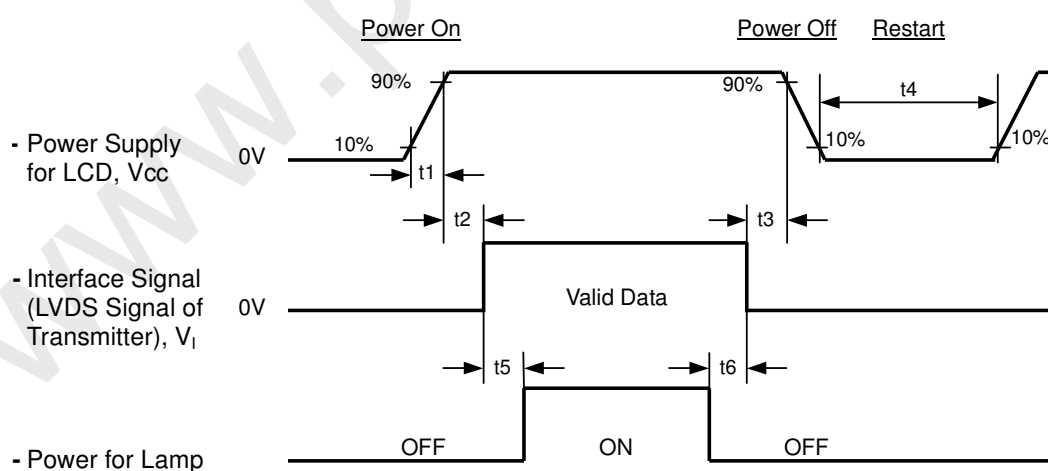 Power On
Power Off
Restart
90%
90%
t4
10%
10%
10%
- Power Supply
for LCD, Vcc
0V
t1
t2
t3
- Interface Signal
(LVDS Signal of
Transmitter), VI
0V
Valid Data
t5
t6
- Power for Lamp
OFF
ON
OFF
www.p